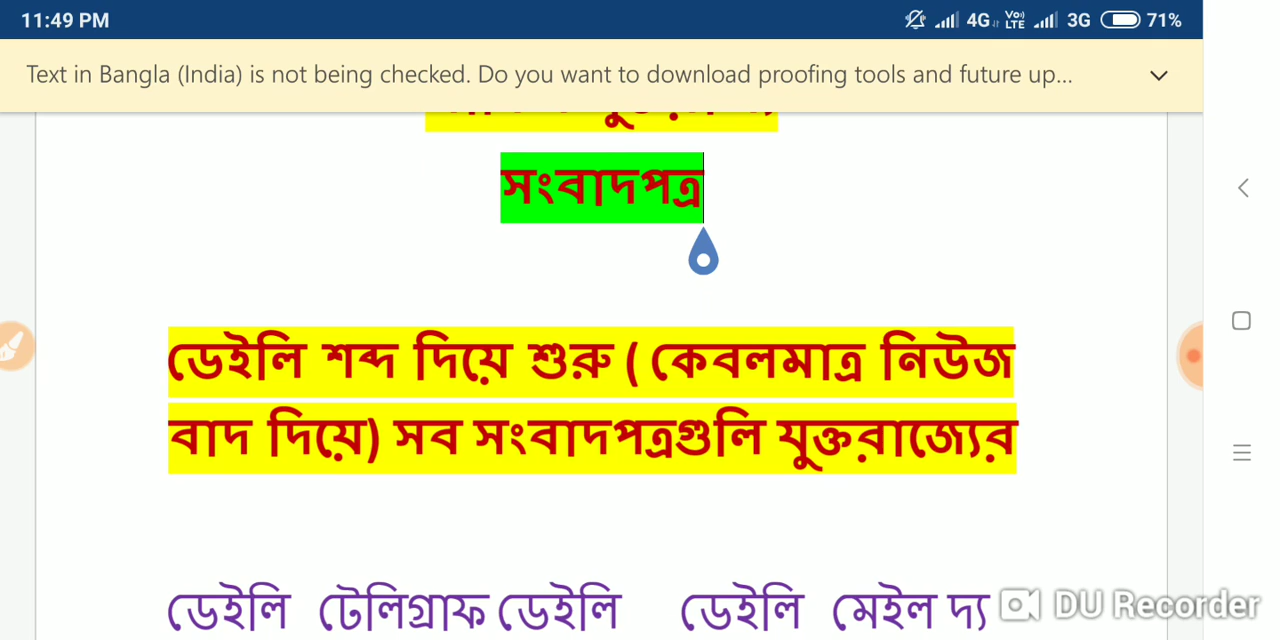 11:49 PM 4G VoLTE 3G 71%
Text in Bangla (India) is not being checked. Do you want to download proofing tools and future up...
সংবাদপত্র
ডেইলি শব্দ দিয়ে শুরু ( কেবলমাত্র নিউজ
বাদ দিয়ে) সব সংবাদপত্রগুলি যুক্তরাজ্যের
ডেইলি টেলিগ্রাফ ডেইলি ডেইলি মেইল দ্য
DU Recorder